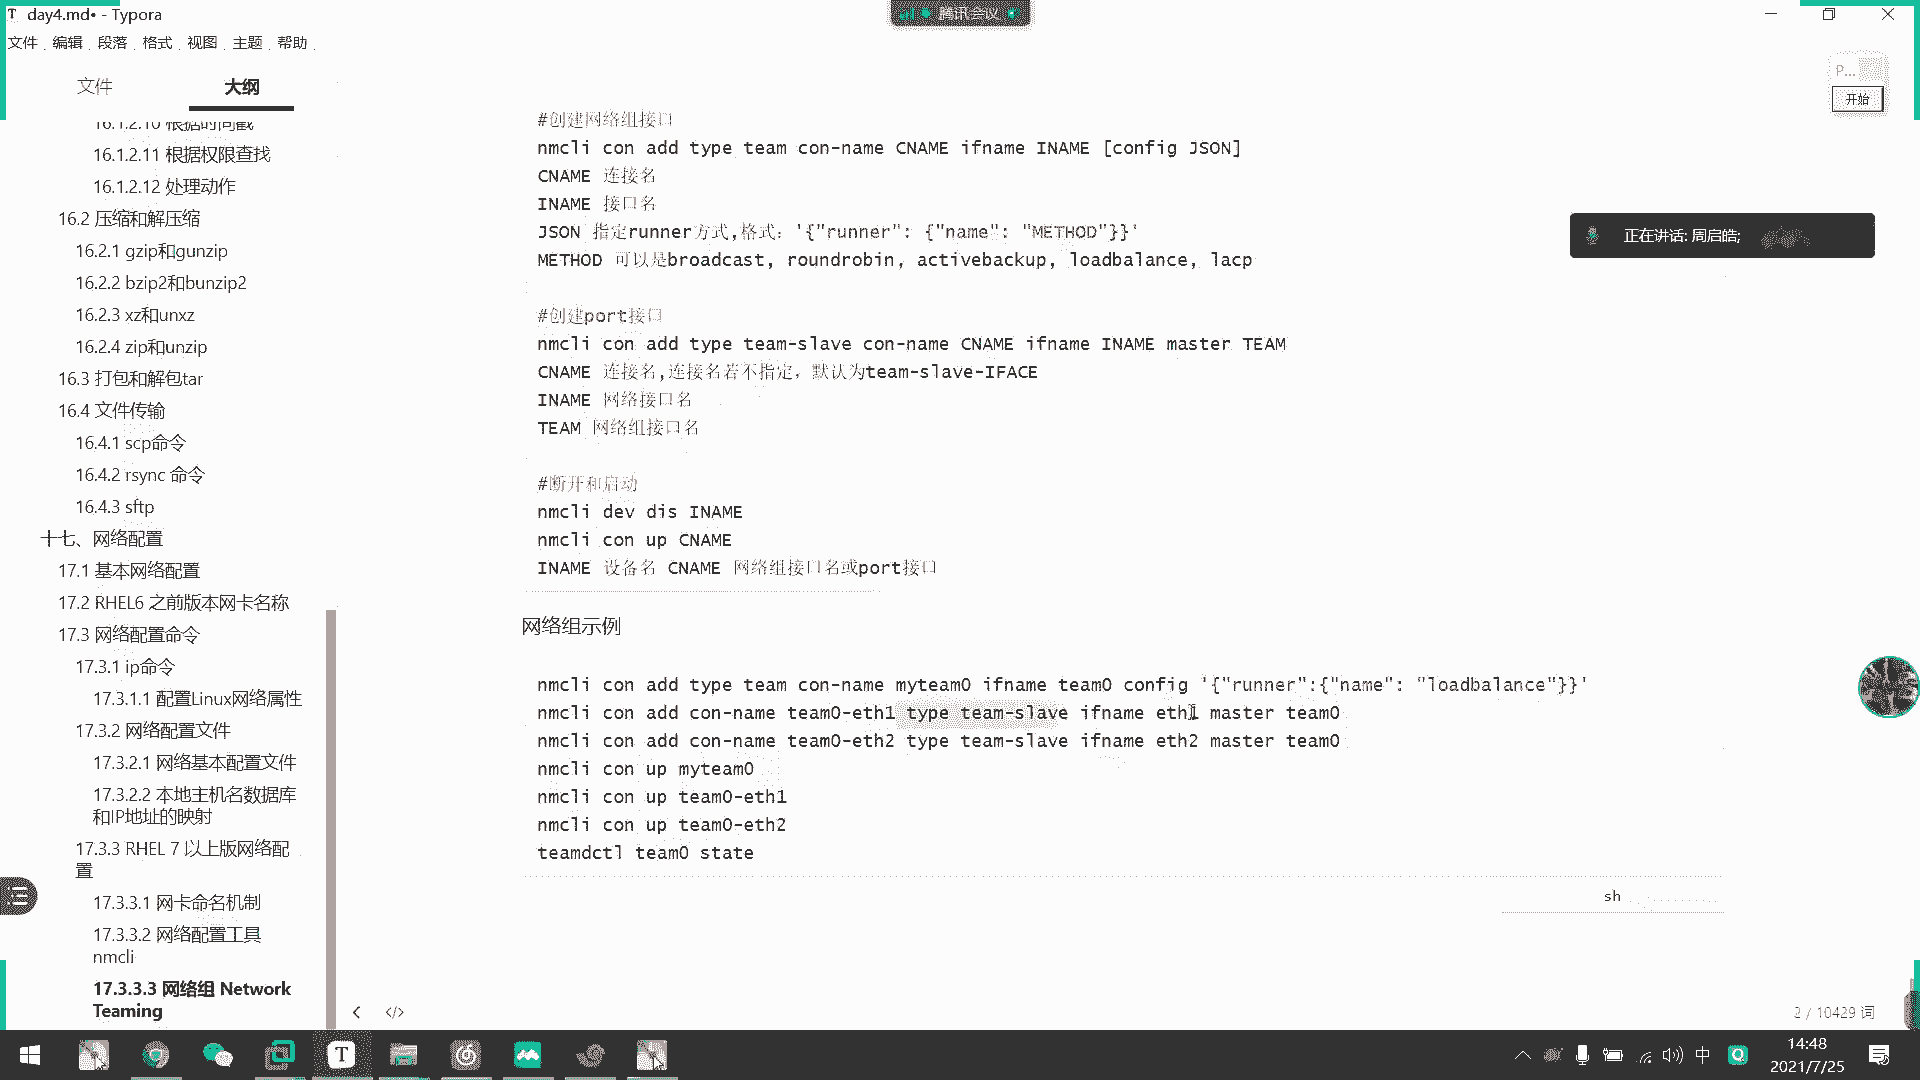 day4.md• - Typora
腾讯会议
文件 编辑 段落 格式 视图 主题 帮助
文件 大纲
16.1.2.10 根据时间戳
16.1.2.11 根据权限查找
16.1.2.12 处理动作
16.2 压缩和解压缩
16.2.1 gzip和gunzip
16.2.2 bzip2和bunzip2
16.2.3 xz和unxz
16.2.4 zip和unzip
16.3 打包和解包tar
16.4 文件传输
16.4.1 scp命令
16.4.2 rsync 命令
16.4.3 sftp
十七、网络配置
17.1 基本网络配置
17.2 RHEL6 之前版本网卡名称
17.3 网络配置命令
17.3.1 ip命令
17.3.1.1 配置Linux网络属性
17.3.2 网络配置文件
17.3.2.1 网络基本配置文件
17.3.2.2 本地主机名数据库
和IP地址的映射
17.3.3 RHEL 7 以上版网络配
置
17.3.3.1 网卡命名机制
17.3.3.2 网络配置工具
nmcli
17.3.3.3 网络组 Network
Teaming
#创建网络组接口
nmcli con add type team con-name CNAME ifname INAME [config JSON]
CNAME 连接名
INAME 接口名
JSON 指定runner方式,格式：'{"runner": {"name": "METHOD"}}'
METHOD 可以是broadcast, roundrobin, activebackup, loadbalance, lacp
#创建port接口
nmcli con add type team-slave con-name CNAME ifname INAME master TEAM
CNAME 连接名,连接名若不指定，默认为team-slave-IFACE
INAME 网络接口名
TEAM 网络组接口名
#断开和启动
nmcli dev dis INAME
nmcli con up CNAME
INAME 设备名 CNAME 网络组接口名或port接口
网络组示例
nmcli con add type team con-name myteam0 ifname team0 config '{"runner":{"name": "loadbalance"}}'
nmcli con add con-name team0-eth1 type team-slave ifname eth1 master team0
nmcli con add con-name team0-eth2 type team-slave ifname eth2 master team0
nmcli con up myteam0
nmcli con up team0-eth1
nmcli con up team0-eth2
teamdctl team0 state
sh
P...
开始
正在讲话: 周启皓;
2 / 10429 词
中
14:48
2021/7/25